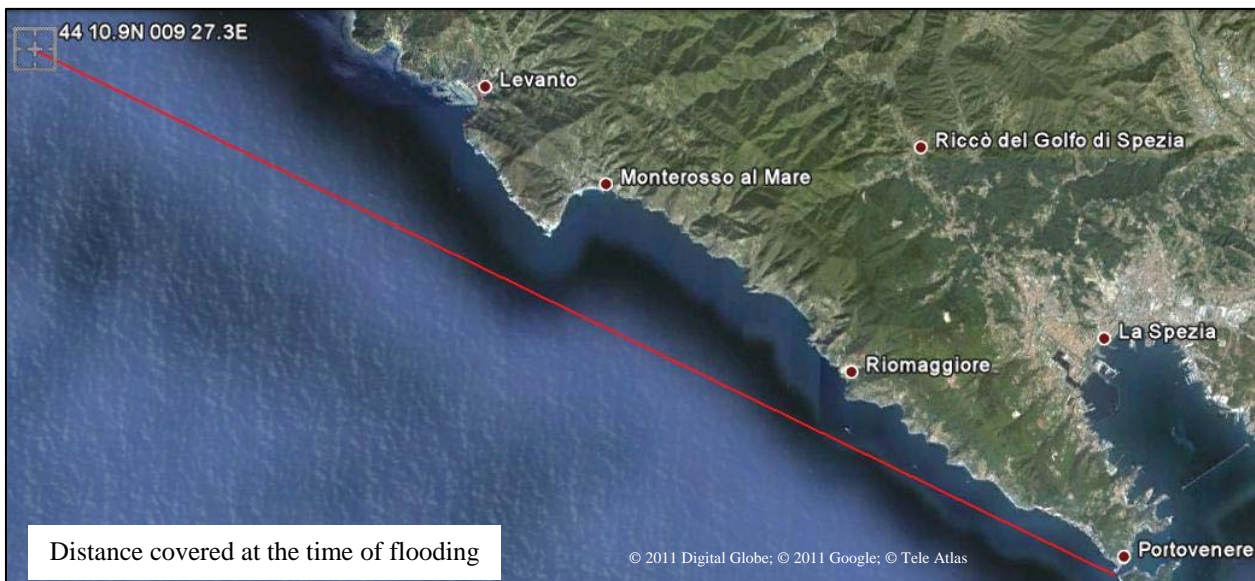 44 10.9N 009 27.3E
Levanto
Riccò del Golfo di Spezia
Monterosso al Mare
La Spezia
Riomaggiore
Portovenere
Distance covered at the time of flooding
© 2011 Digital Globe; © 2011 Google; © Tele Atlas